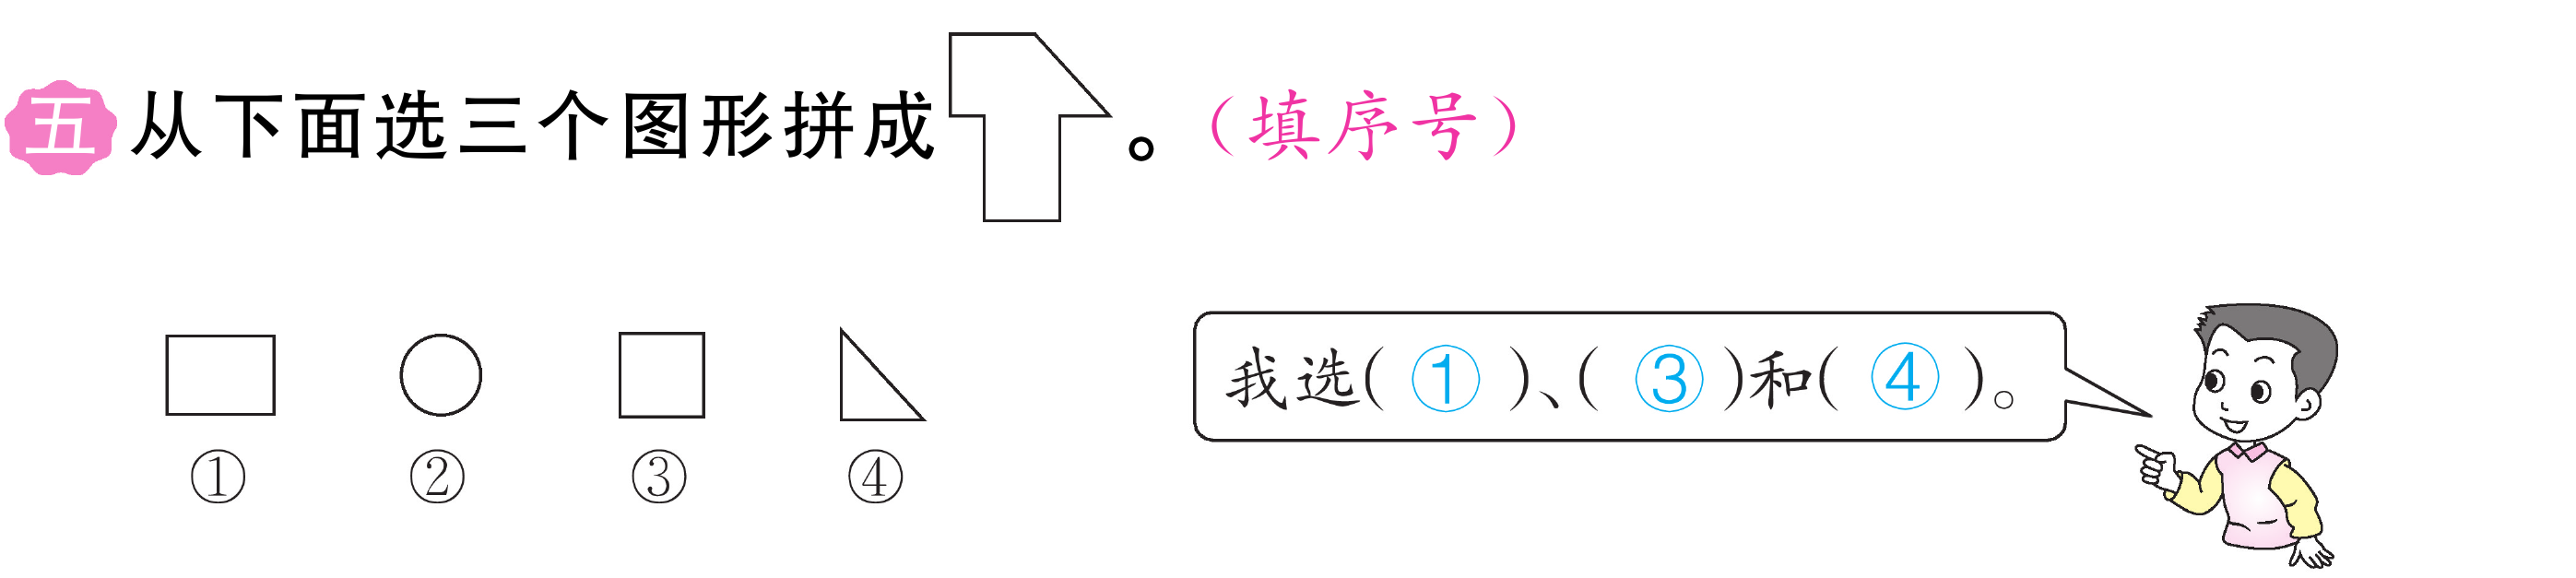 五 从下面选三个图形拼成 。(填序号)
① ② ③ ④
我选( ① )、( ③ )和( ④ )。